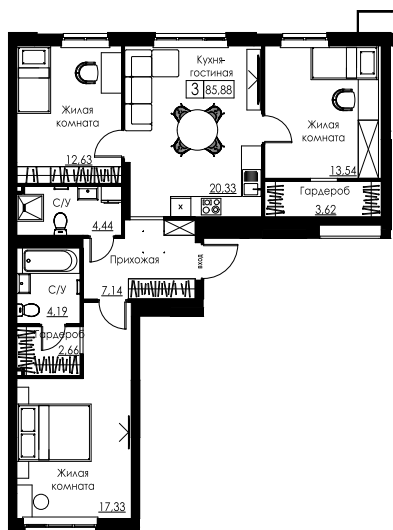 Кухня-
гостиная
3 85,88
Жилая
комната
12,63
Жилая
комната
13,54
20,33
Гардероб
3,62
С/У
4,44
Прихожая
вход
7,14
С/У
4,19
Гардероб
2,66
Жилая
комната
17,33
x